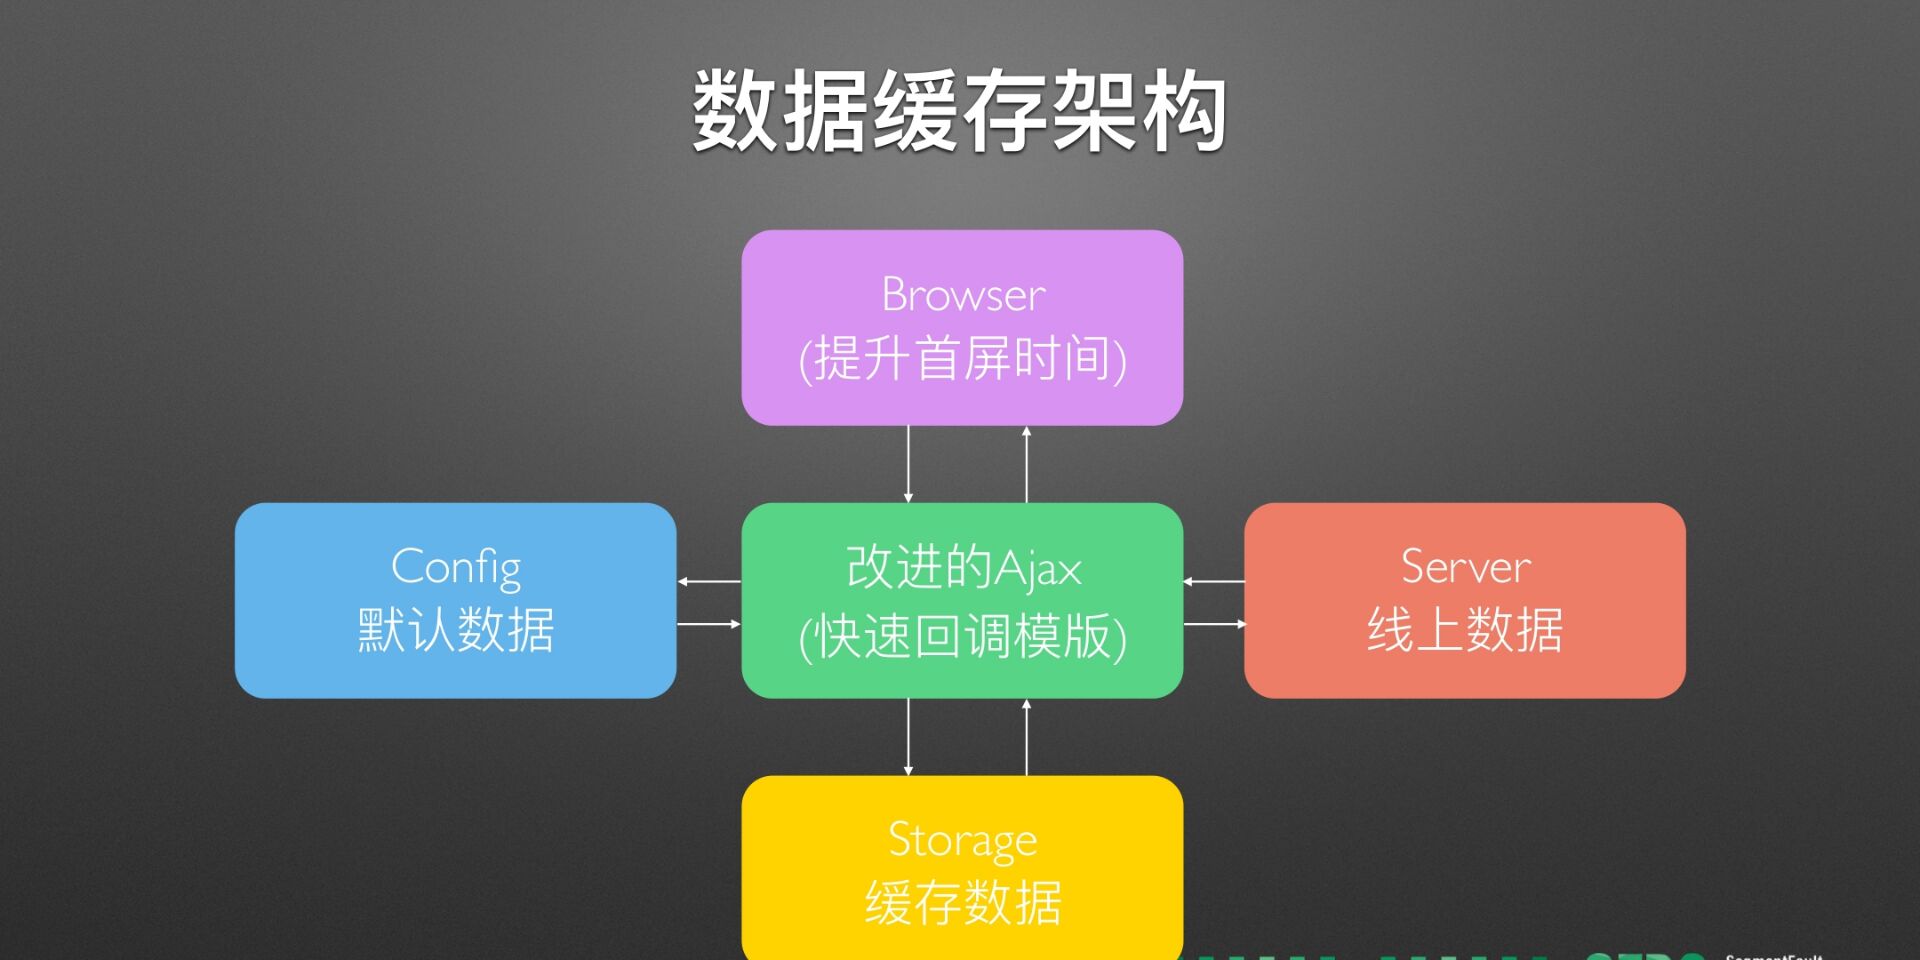 数据缓存架构
Browser
(提升首屏时间)
Config
默认数据
改进的Ajax
(快速回调模版)
Server
线上数据
Storage
缓存数据